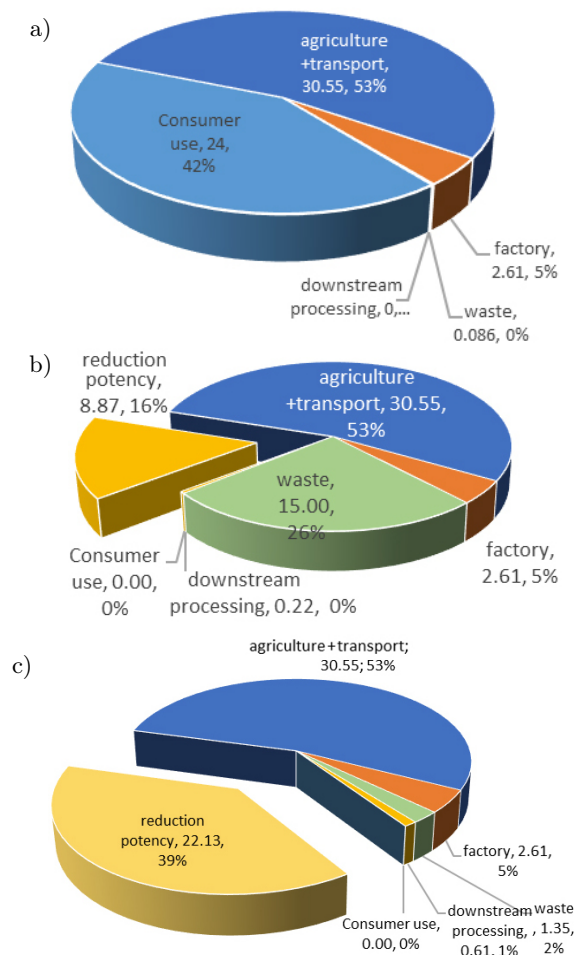 a)
agriculture
+transport,
30.55, 53%
Consumer
use, 24,
42%
factory,
2.61, 5%
downstream
processing, 0,...
waste,
0.086, 0%
b)
reduction
potency,
8.87, 16%
agriculture
+transport, 30.55,
53%
waste,
15.00,
26%
factory,
2.61, 5%
Consumer
use, 0.00,
0%
downstream
processing, 0.22, 0%
c)
agriculture+transport;
30.55; 53%
reduction
potency, 22.13,
39%
factory, 2.61,
5%
Consumer use,
0.00, 0%
downstream
processing,
0.61, 1%
waste
, 1.35,
2%